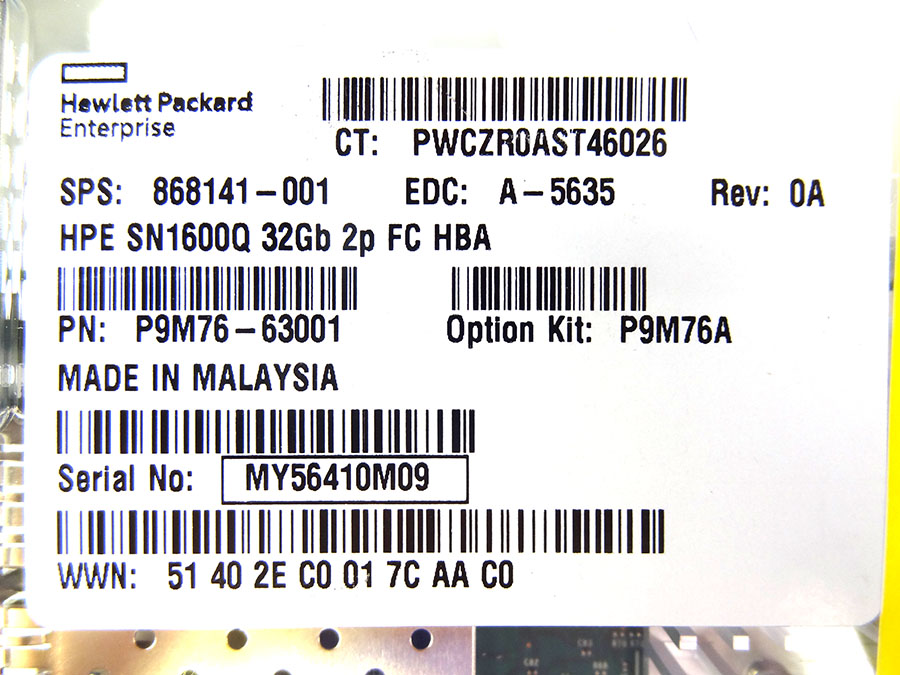 Hewlett Packard
Enterprise
CT: PWCZR0AST46026
SPS: 868141-001 EDC: A-5635 Rev: 0A
HPE SN1600Q 32Gb 2p FC HBA
PN: P9M76-63001 Option Kit: P9M76A
MADE IN MALAYSIA
Serial No: MY56410M09
WWN: 51 40 2E C0 01 7C AA C0